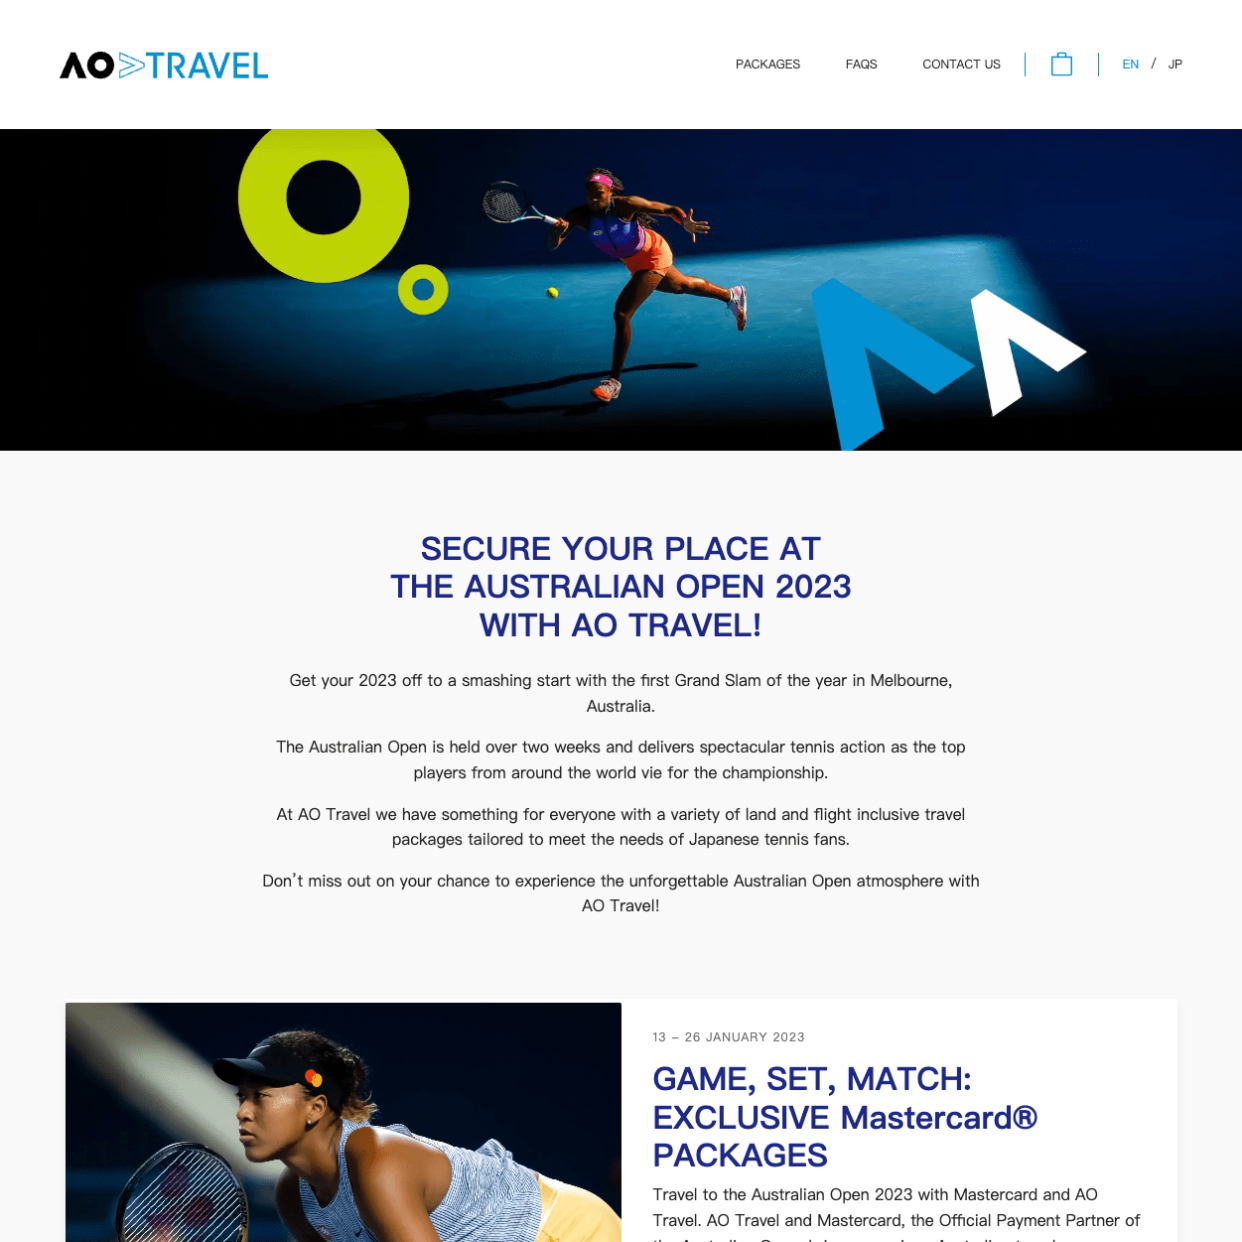 AO TRAVEL
PACKAGES FAQS CONTACT US EN / JP
SECURE YOUR PLACE AT
THE AUSTRALIAN OPEN 2023
WITH AO TRAVEL!
Get your 2023 off to a smashing start with the first Grand Slam of the year in Melbourne,
Australia.
The Australian Open is held over two weeks and delivers spectacular tennis action as the top
players from around the world vie for the championship.
At AO Travel we have something for everyone with a variety of land and flight inclusive travel
packages tailored to meet the needs of Japanese tennis fans.
Don't miss out on your chance to experience the unforgettable Australian Open atmosphere with
AO Travel!
13 – 26 JANUARY 2023
GAME, SET, MATCH:
EXCLUSIVE Mastercard®
PACKAGES
Travel to the Australian Open 2023 with Mastercard and AO
Travel. AO Travel and Mastercard, the Official Payment Partner of